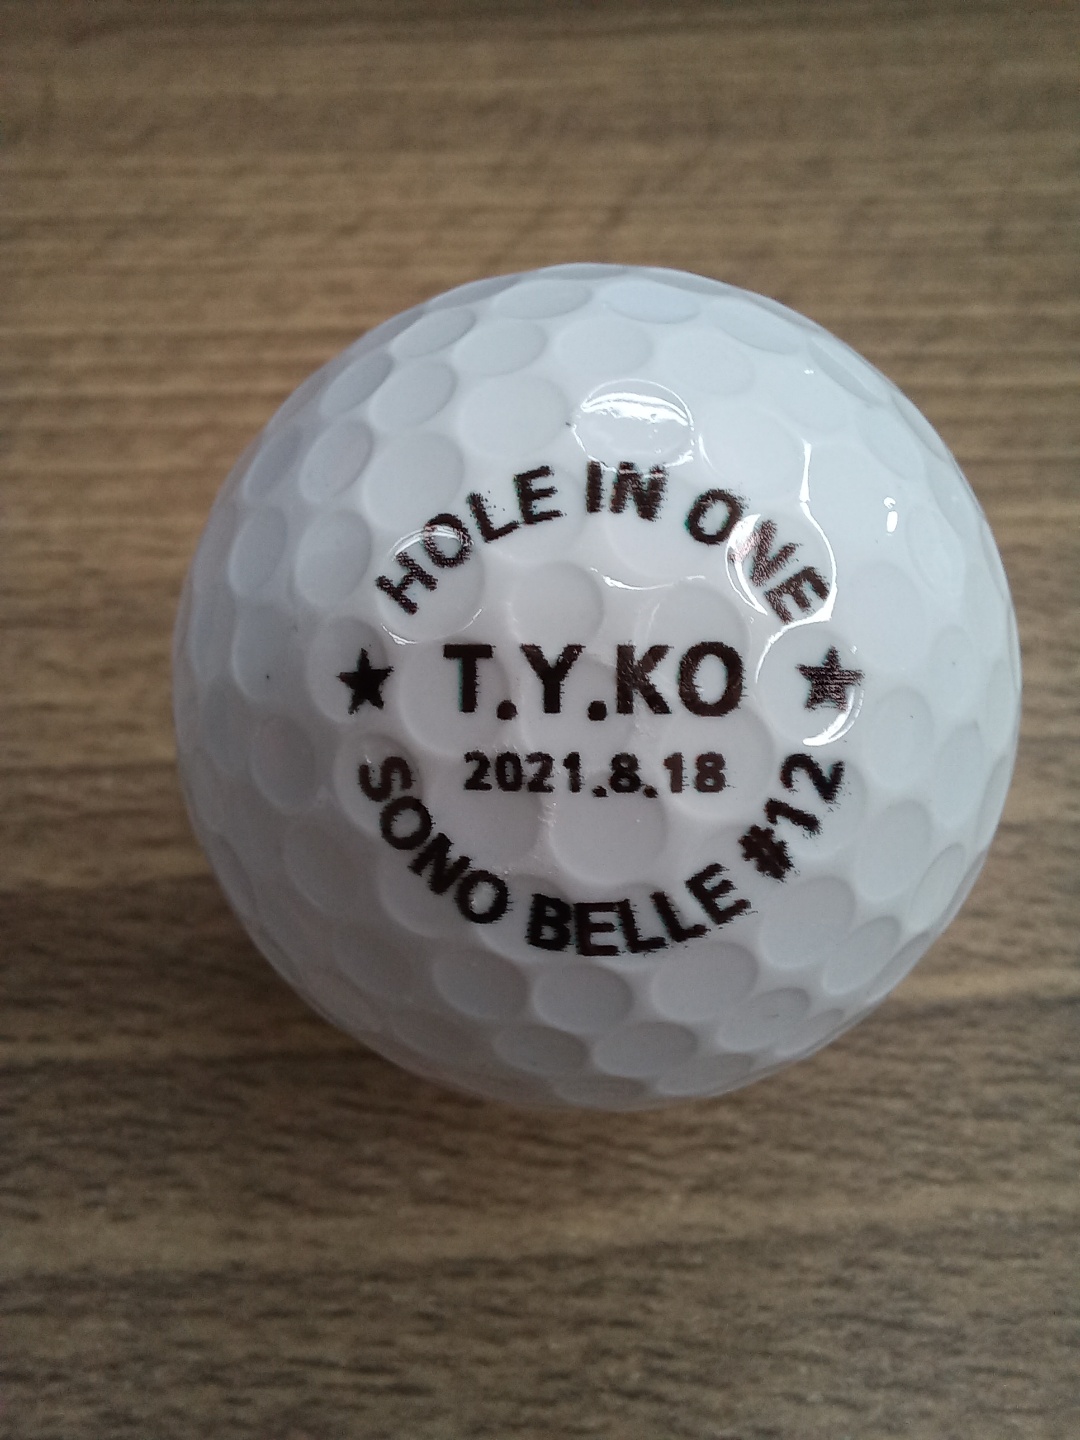 HOLE IN ONE
★ T.Y.KO ★
2021.8.18
SONO BELLE #12